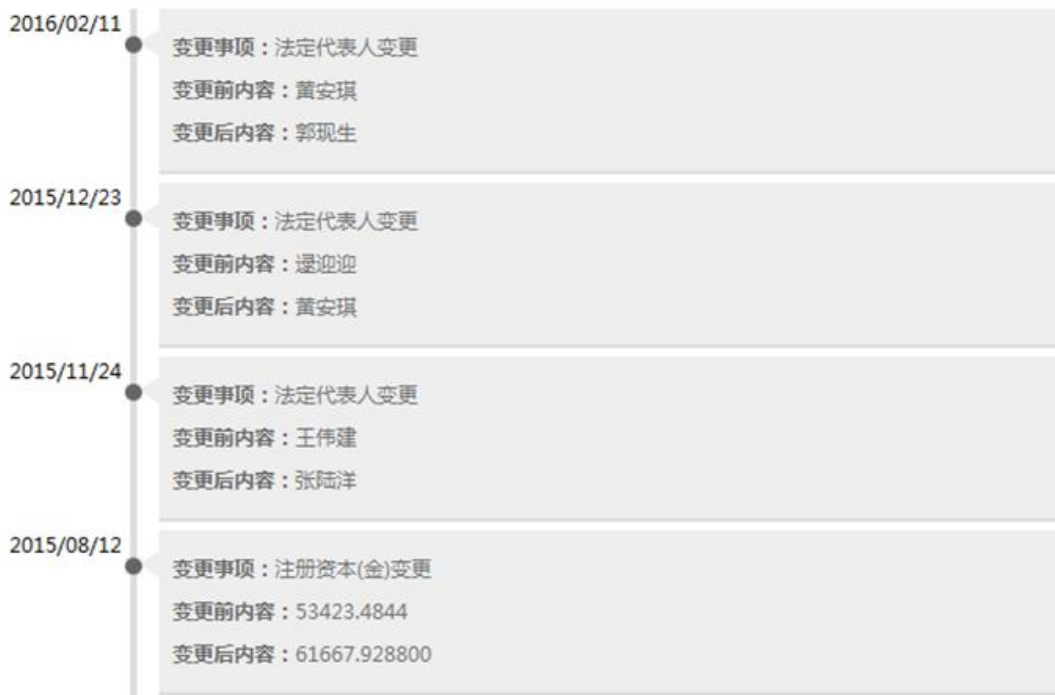 2016/02/11
变更事项：法定代表人变更
变更前内容：黄安琪
变更后内容：郭现生
2015/12/23
变更事项：法定代表人变更
变更前内容：逯迎迎
变更后内容：黄安琪
2015/11/24
变更事项：法定代表人变更
变更前内容：王伟建
变更后内容：张陆洋
2015/08/12
变更事项：注册资本(金)变更
变更前内容：53423.4844
变更后内容：61667.928800